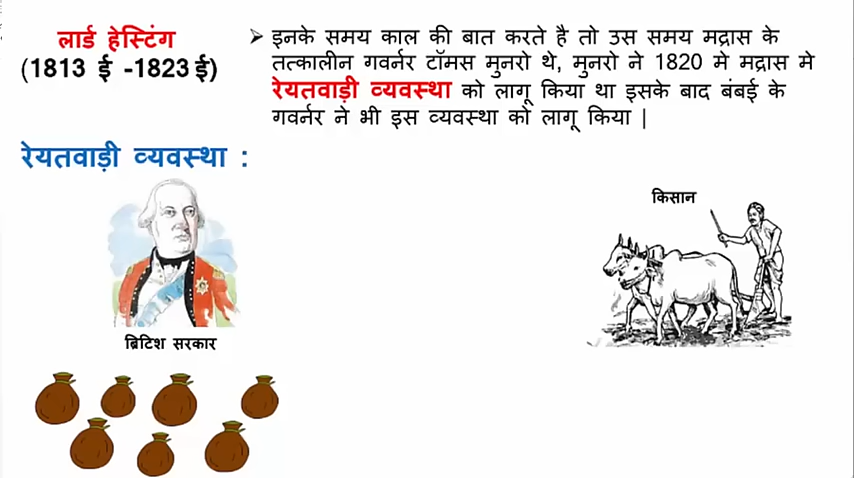 लार्ड हेस्टिंग
(1813 ई -1823 ई)
➢ इनके समय काल की बात करते है तो उस समय मद्रास के
तत्कालीन गवर्नर टॉमस मुनरो थे, मुनरो ने 1820 मे मद्रास मे
रेयतवाड़ी व्यवस्था को लागू किया था इसके बाद बंबई के
गवर्नर ने भी इस व्यवस्था को लागू किया |
रेयतवाड़ी व्यवस्था :
किसान
ब्रिटिश सरकार